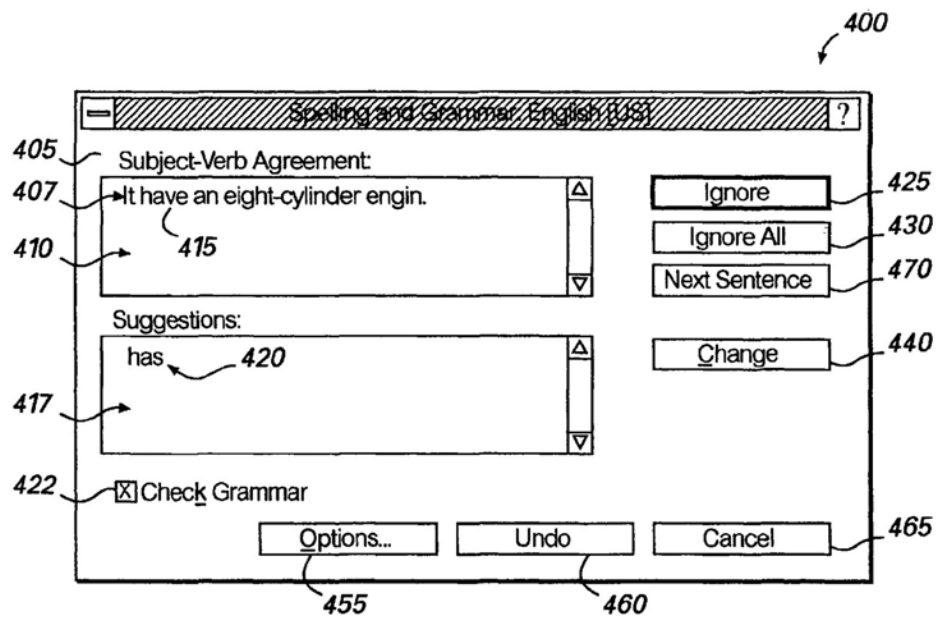 400
Spelling and Grammar: English [US] ?
405 Subject-Verb Agreement:
407 It have an eight-cylinder engin. Ignore 425
415
410 Ignore All 430
Next Sentence 470
Suggestions:
has 420 Change 440
417
422 X Check Grammar
Options... Undo Cancel 465
455 460